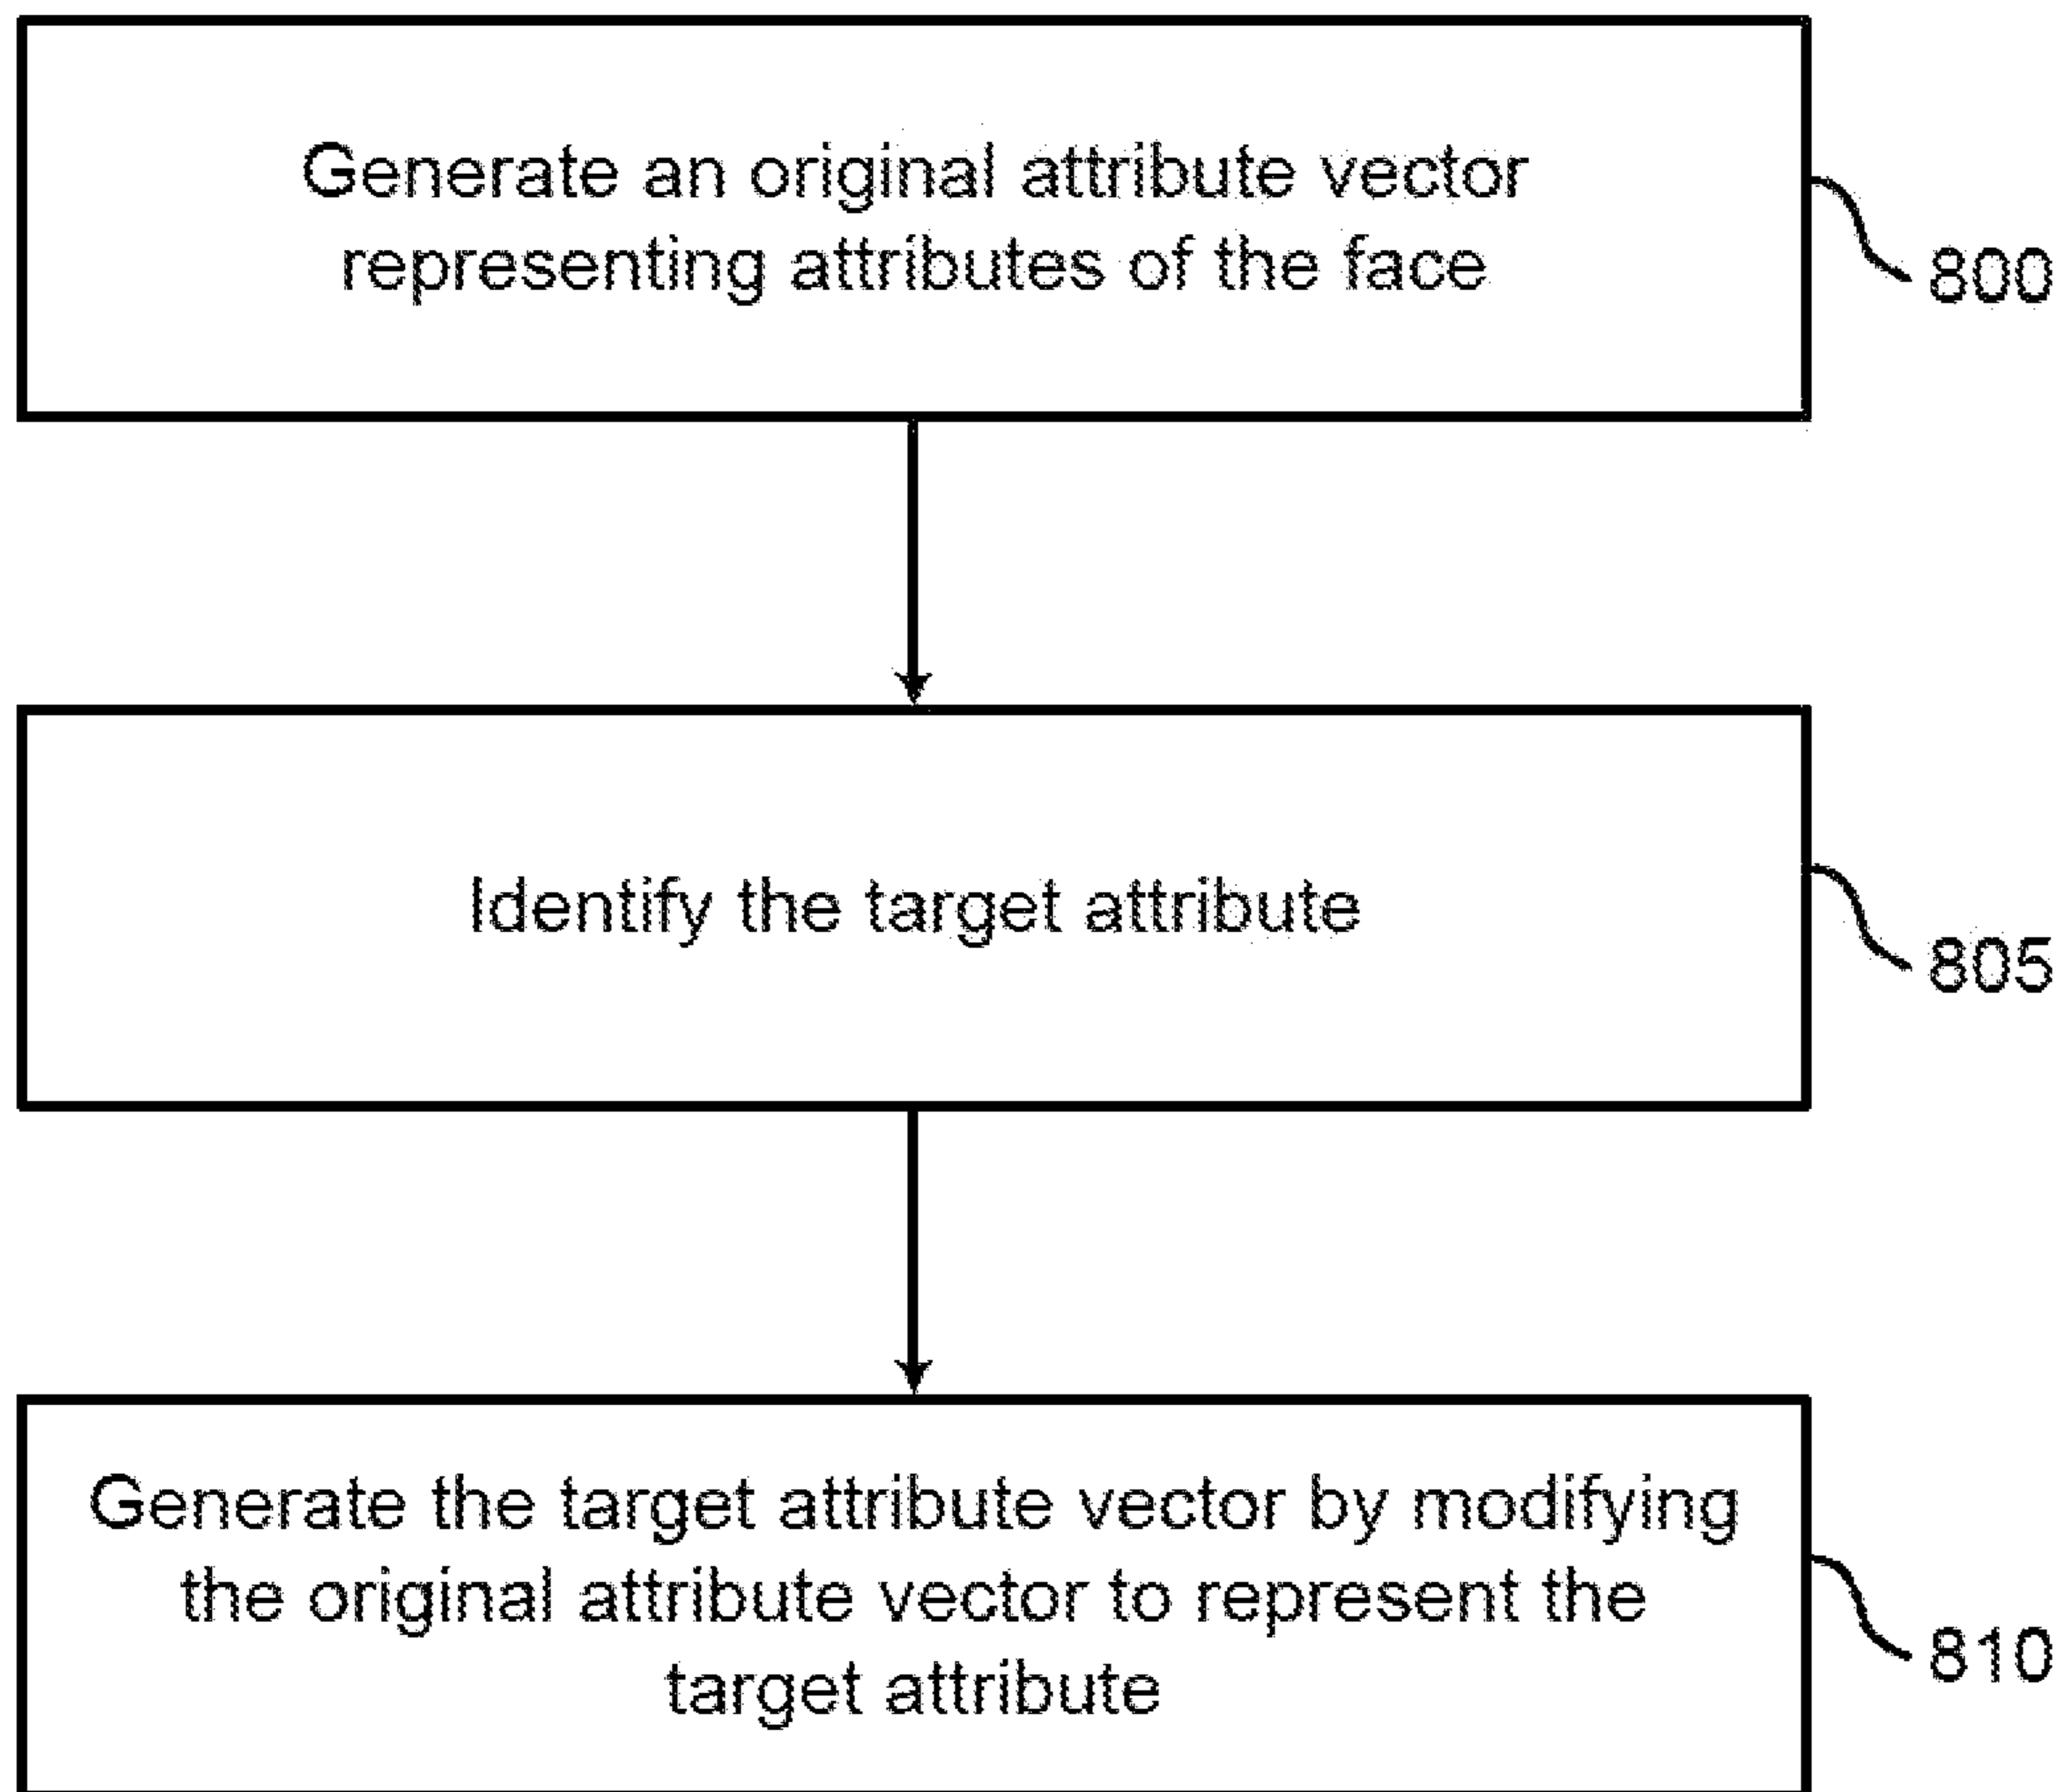 Generate an original attribute vector
representing attributes of the face
800
Identify the target attribute
805
Generate the target attribute vector by modifying
the original attribute vector to represent the
target attribute
810